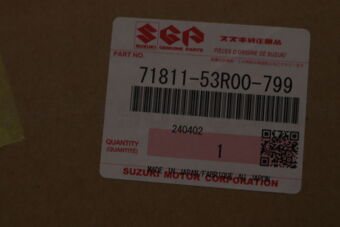 SGP スズキ純正部品
SUZUKI GENUINE PARTS PIÈCES D'ORIGINE DE SUZUKI
PART NO.
71811-53R00-799
240402
QUANTITY
(QUANTITÉ)
1
MADE IN JAPAN/FABRIQUÉ AU JAPON
SUZUKI MOTOR CORPORATION